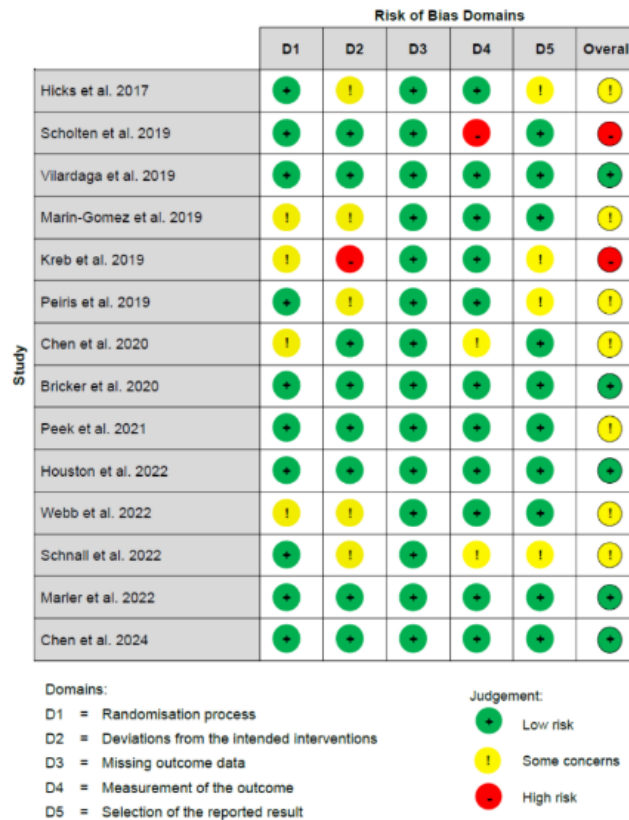 Risk of Bias Domains
D1 D2 D3 D4 D5 Overall
Study
Hicks et al. 2017 + ! + + ! !
Scholten et al. 2019 + + + - + -
Vilardaga et al. 2019 + + + + + +
Marin-Gomez et al. 2019 ! ! + + + !
Kreb et al. 2019 ! - + + ! -
Peiris et al. 2019 + ! + + ! !
Chen et al. 2020 ! + + ! + !
Bricker et al. 2020 + + + + + +
Peek et al. 2021 + + + + + !
Houston et al. 2022 + + + + + +
Webb et al. 2022 ! ! + + + !
Schnall et al. 2022 + ! + ! ! !
Marler et al. 2022 + + + + + +
Chen et al. 2024 + + + + + +
Domains:
D1 = Randomisation process
D2 = Deviations from the intended interventions
D3 = Missing outcome data
D4 = Measurement of the outcome
D5 = Selection of the reported result
Judgement:
+ Low risk
! Some concerns
- High risk